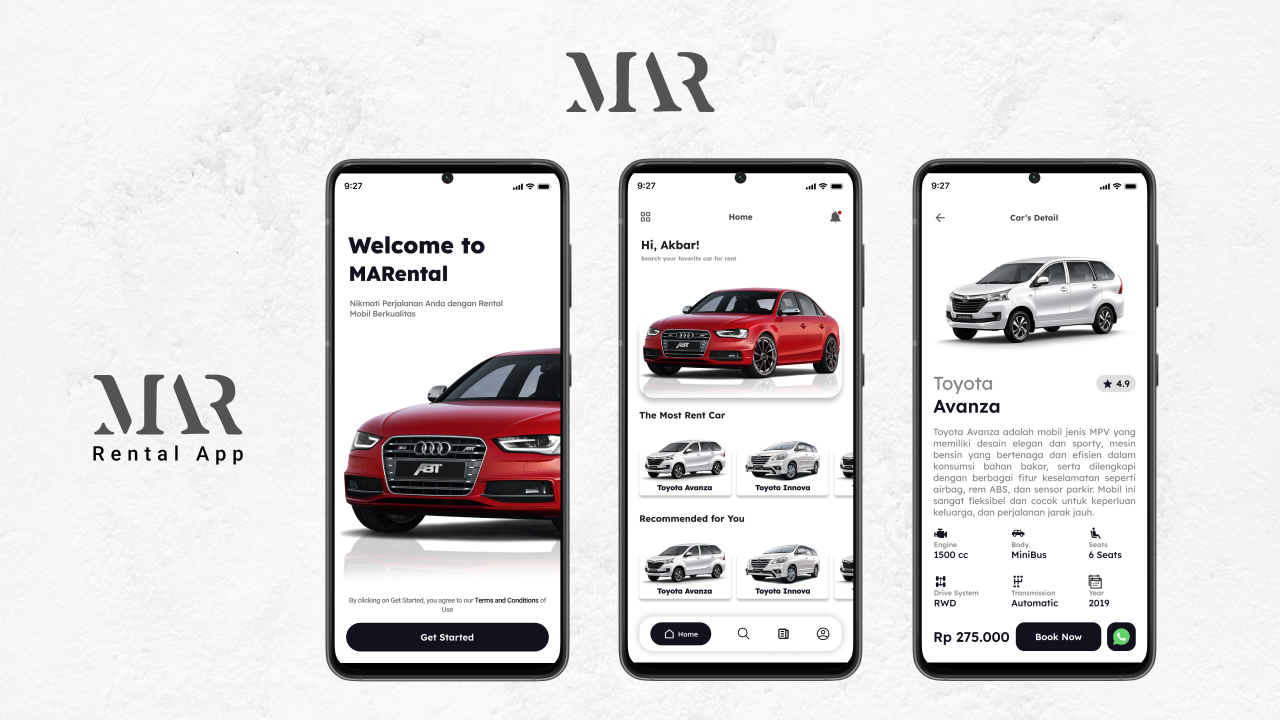 MAR
MAR
Rental App
9:27
Welcome to
MARental
Nikmati Perjalanan Anda dengan Rental
Mobil Berkualitas
ABT
By clicking on Get Started, you agree to our Terms and Conditions of
Use
Get Started
9:27
Home
Hi, Akbar!
Search your favorite car for rent
ABT
The Most Rent Car
Toyota Avanza
Toyota Innova
Recommended for You
Toyota Avanza
Toyota Innova
Home
9:27
Car's Detail
Toyota
4.9
Avanza
Toyota Avanza adalah mobil jenis MPV yang
memiliki desain elegan dan sporty, mesin
bensin yang bertenaga dan efisien dalam
konsumsi bahan bakar, serta dilengkapi
dengan berbagai fitur keselamatan seperti
airbag, rem ABS, dan sensor parkir. Mobil ini
sangat fleksibel dan cocok untuk keperluan
keluarga, dan perjalanan jarak jauh.
Engine
Body
Seats
1500 cc
MiniBus
6 Seats
Drive System
Transmission
Year
RWD
Automatic
2019
Rp 275.000
Book Now